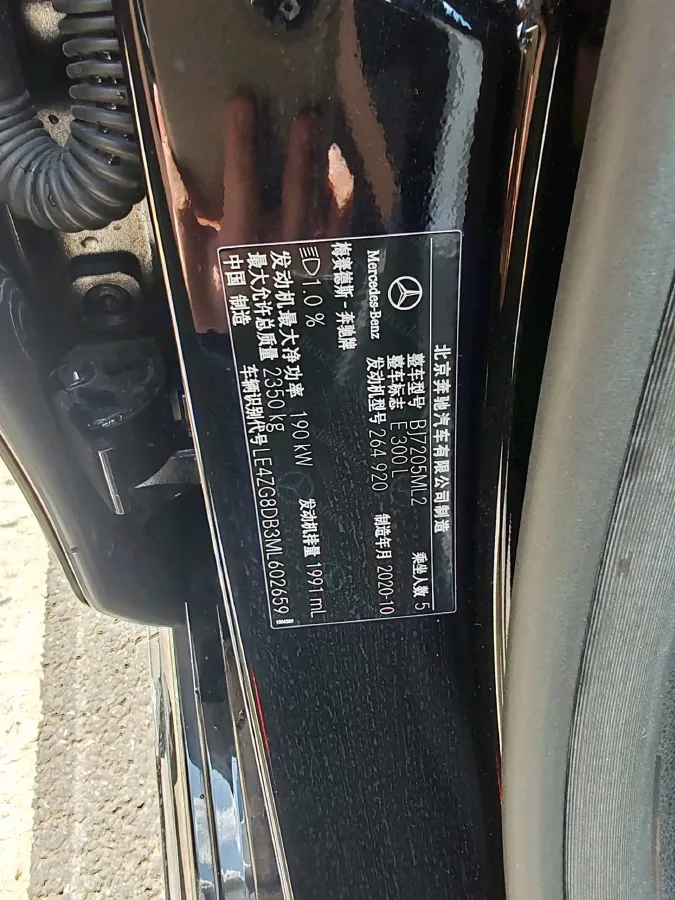 北京奔驰汽车有限公司制造
整车型号 BJ7205ML2
乘坐人数 5
整车标志 E 300 L
Mercedes-Benz
发动机型号 264 920
制造年月 2020-10
梅赛德斯-奔驰牌
1.0 %
发动机最大净功率 190 kW
发动机排量 1991 mL
最大允许总质量 2350 kg
中国 制造
车辆识别代号 LE4ZG8DB3ML602659